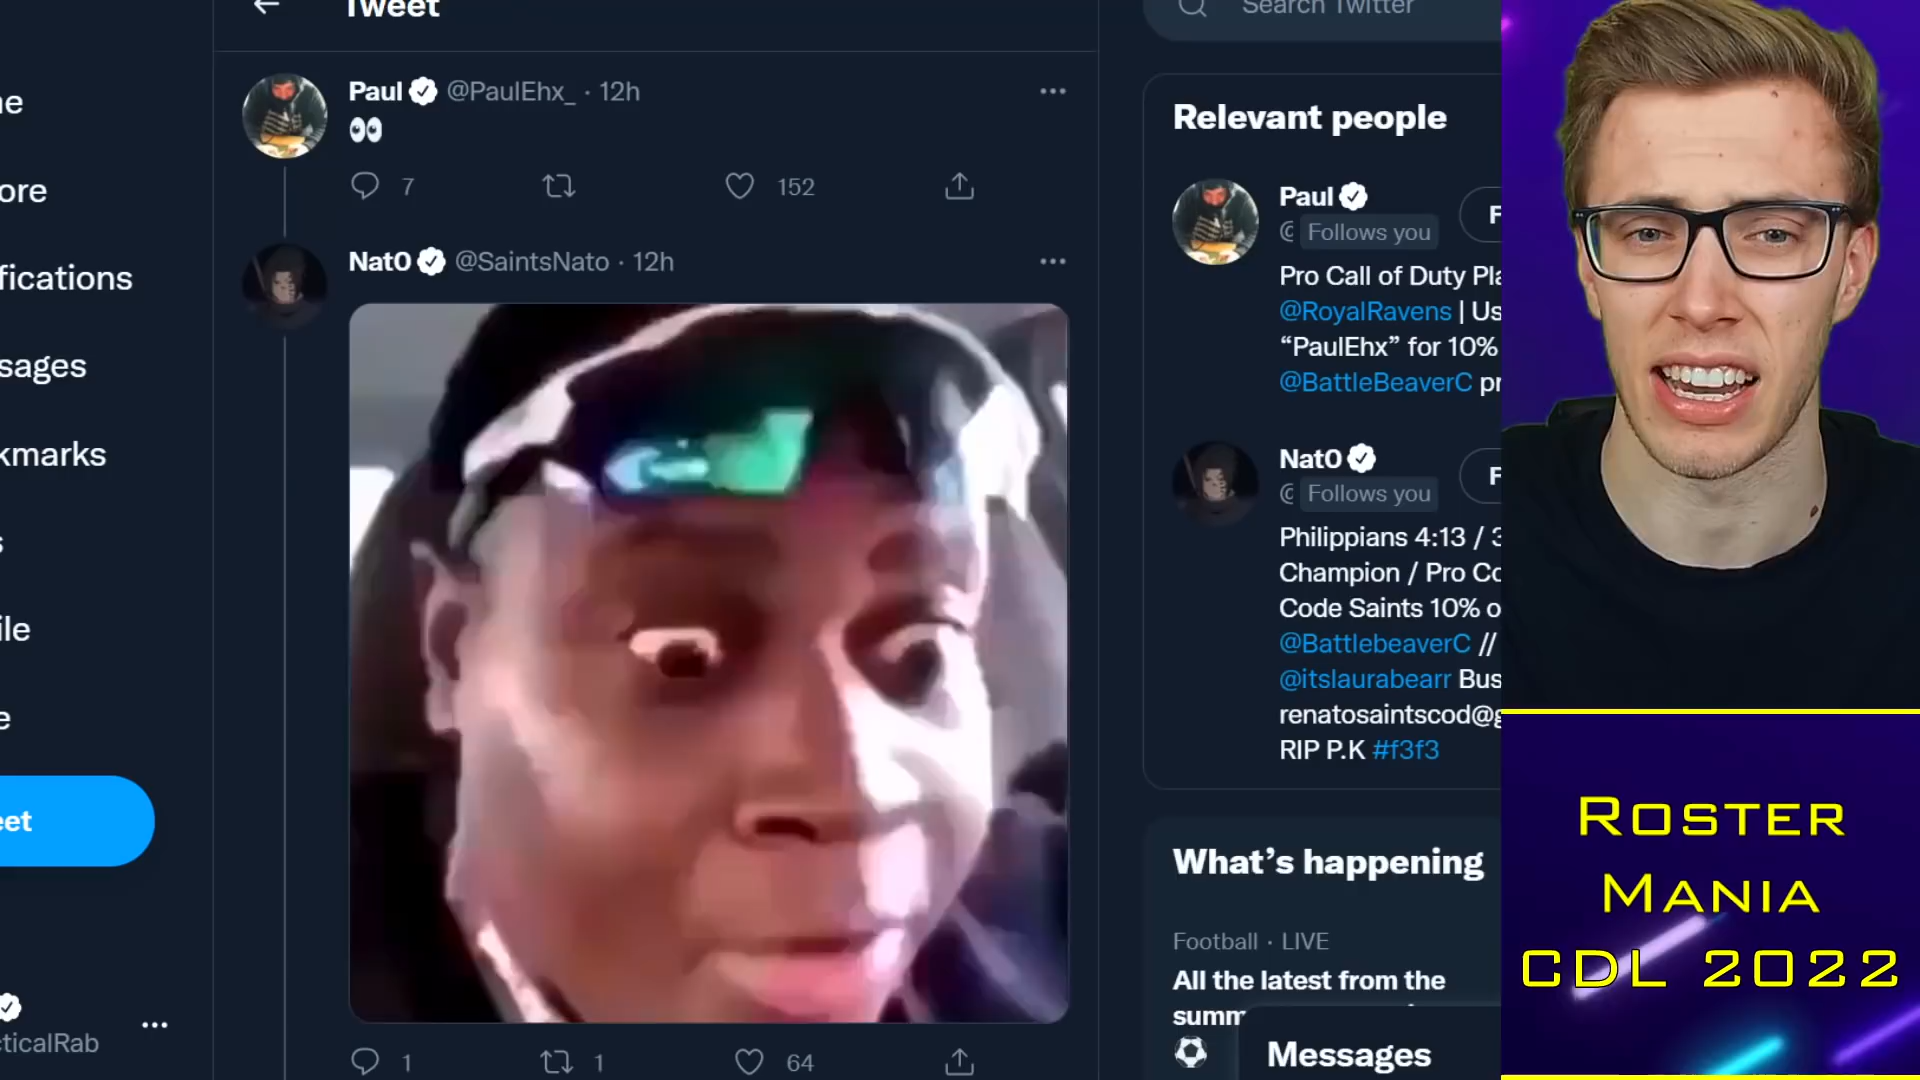 Tweet
Search Twitter
Paul @PaulEhx_ · 12h
👀
7
152
NatO @SaintsNato · 12h
1
1
64
ne
ore
fications
sages
kmarks
s
ile
e
eet
cticalRab
Relevant people
Paul
@ Follows you
F
Pro Call of Duty Pla
@RoyalRavens | Us
“PaulEhx” for 10%
@BattleBeaverC pr
NatO
@ Follows you
F
Philippians 4:13 / 3
Champion / Pro Co
Code Saints 10% o
@BattlebeaverC //
@itslaurabearr Bus
renatosaintscod@g
RIP P.K #f3f3
What’s happening
Football · LIVE
All the latest from the
summ
Messages
ROSTER
MANIA
CDL 2022